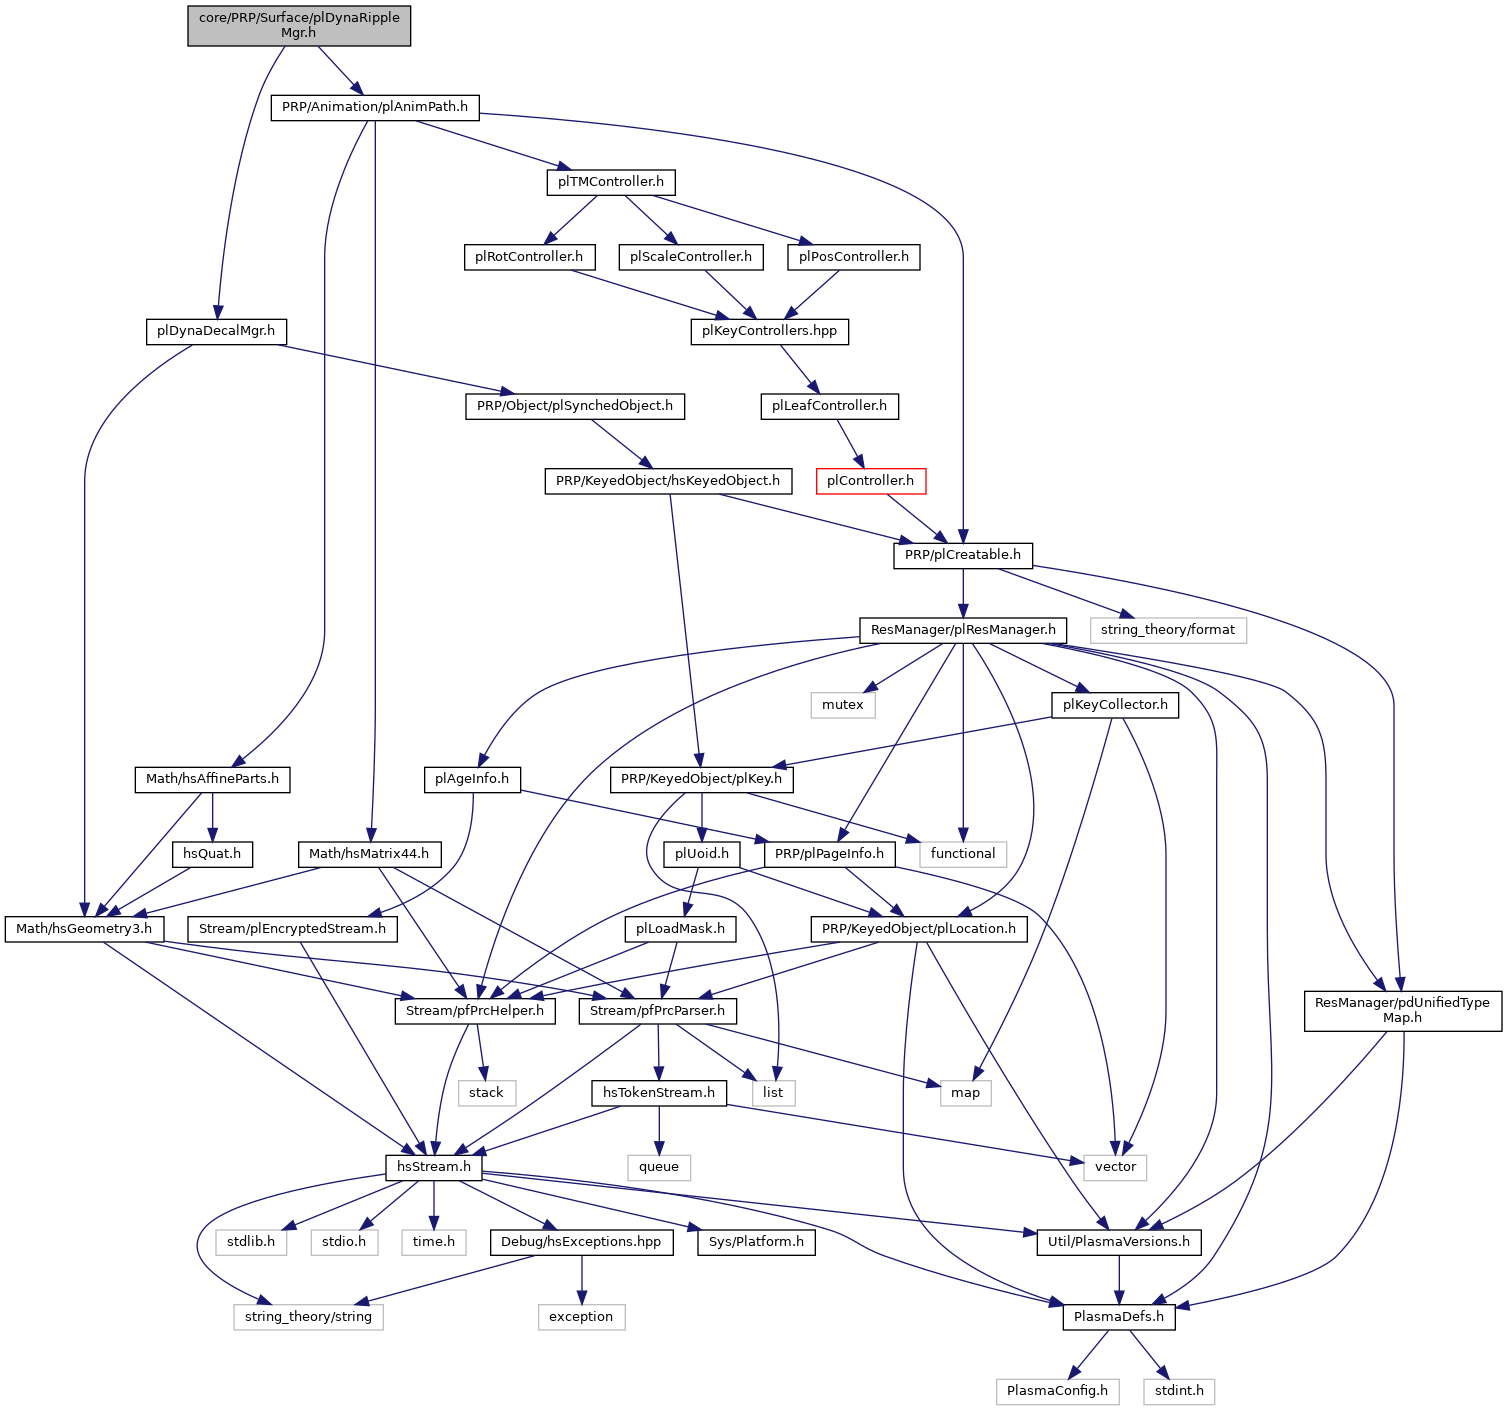 core/PRP/Surface/plDynaRipple
Mgr.h
PRP/Animation/plAnimPath.h
plTMController.h
plRotController.h
plScaleController.h
plPosController.h
plDynaDecalMgr.h
plKeyControllers.hpp
PRP/Object/plSynchedObject.h
plLeafController.h
PRP/KeyedObject/hsKeyedObject.h
plController.h
PRP/plCreatable.h
ResManager/plResManager.h
string_theory/format
mutex
plKeyCollector.h
Math/hsAffineParts.h
plAgeInfo.h
PRP/KeyedObject/plKey.h
hsQuat.h
Math/hsMatrix44.h
plUoid.h
PRP/plPageInfo.h
functional
Math/hsGeometry3.h
Stream/plEncryptedStream.h
plLoadMask.h
PRP/KeyedObject/plLocation.h
Stream/pfPrcHelper.h
Stream/pfPrcParser.h
ResManager/pdUnifiedType
Map.h
stack
hsTokenStream.h
list
map
hsStream.h
queue
vector
stdlib.h
stdio.h
time.h
Debug/hsExceptions.hpp
Sys/Platform.h
Util/PlasmaVersions.h
string_theory/string
exception
PlasmaDefs.h
PlasmaConfig.h
stdint.h